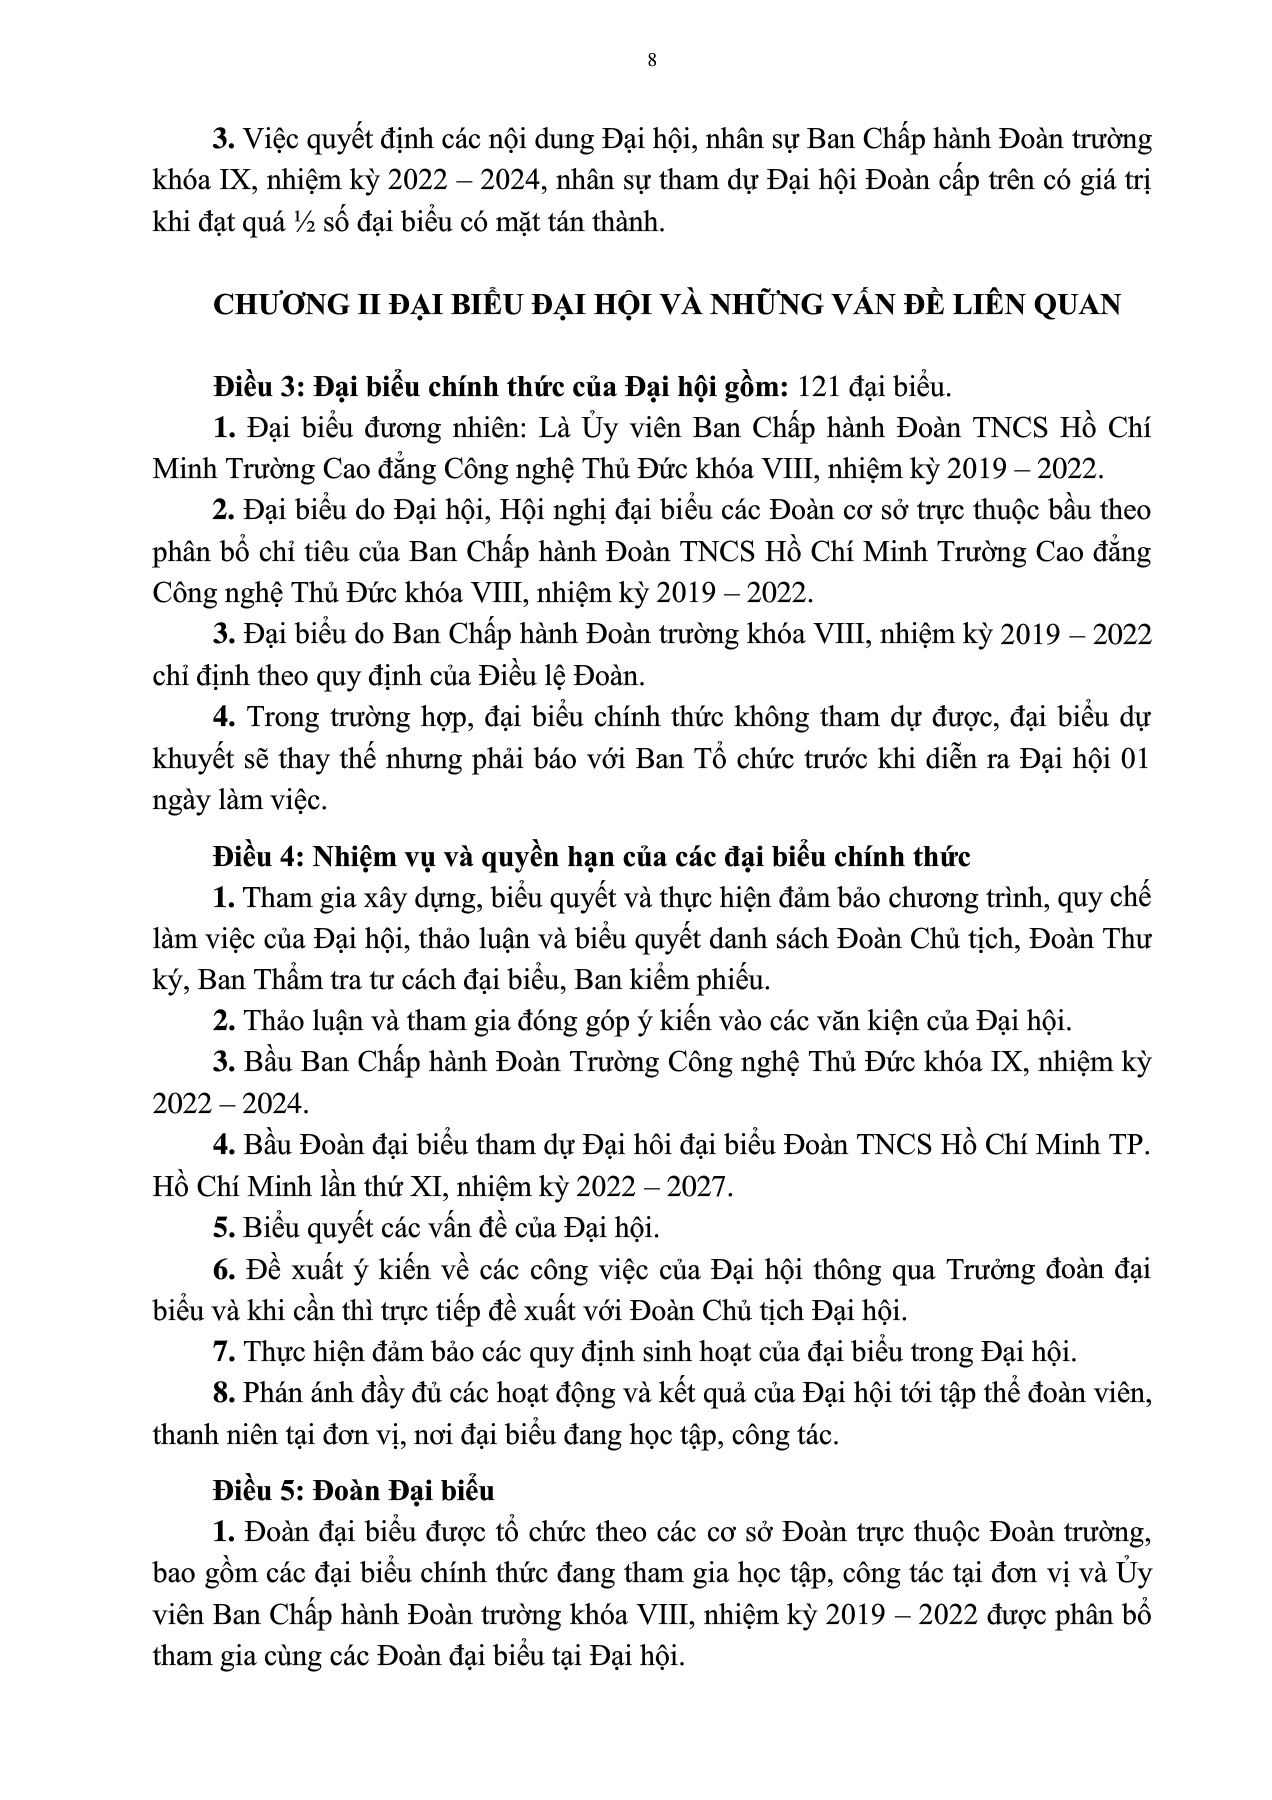 8
3. Việc quyết định các nội dung Đại hội, nhân sự Ban Chấp hành Đoàn trường
khóa IX, nhiệm kỳ 2022 – 2024, nhân sự tham dự Đại hội Đoàn cấp trên có giá trị
khi đạt quá ½ số đại biểu có mặt tán thành.
CHƯƠNG II ĐẠI BIỂU ĐẠI HỘI VÀ NHỮNG VẤN ĐỀ LIÊN QUAN
Điều 3: Đại biểu chính thức của Đại hội gồm: 121 đại biểu.
1. Đại biểu đương nhiên: Là Ủy viên Ban Chấp hành Đoàn TNCS Hồ Chí
Minh Trường Cao đẳng Công nghệ Thủ Đức khóa VIII, nhiệm kỳ 2019 – 2022.
2. Đại biểu do Đại hội, Hội nghị đại biểu các Đoàn cơ sở trực thuộc bầu theo
phân bổ chỉ tiêu của Ban Chấp hành Đoàn TNCS Hồ Chí Minh Trường Cao đẳng
Công nghệ Thủ Đức khóa VIII, nhiệm kỳ 2019 – 2022.
3. Đại biểu do Ban Chấp hành Đoàn trường khóa VIII, nhiệm kỳ 2019 – 2022
chỉ định theo quy định của Điều lệ Đoàn.
4. Trong trường hợp, đại biểu chính thức không tham dự được, đại biểu dự
khuyết sẽ thay thế nhưng phải báo với Ban Tổ chức trước khi diễn ra Đại hội 01
ngày làm việc.
Điều 4: Nhiệm vụ và quyền hạn của các đại biểu chính thức
1. Tham gia xây dựng, biểu quyết và thực hiện đảm bảo chương trình, quy chế
làm việc của Đại hội, thảo luận và biểu quyết danh sách Đoàn Chủ tịch, Đoàn Thư
ký, Ban Thẩm tra tư cách đại biểu, Ban kiểm phiếu.
2. Thảo luận và tham gia đóng góp ý kiến vào các văn kiện của Đại hội.
3. Bầu Ban Chấp hành Đoàn Trường Công nghệ Thủ Đức khóa IX, nhiệm kỳ
2022 – 2024.
4. Bầu Đoàn đại biểu tham dự Đại hôi đại biểu Đoàn TNCS Hồ Chí Minh TP.
Hồ Chí Minh lần thứ XI, nhiệm kỳ 2022 – 2027.
5. Biểu quyết các vấn đề của Đại hội.
6. Đề xuất ý kiến về các công việc của Đại hội thông qua Trưởng đoàn đại
biểu và khi cần thì trực tiếp đề xuất với Đoàn Chủ tịch Đại hội.
7. Thực hiện đảm bảo các quy định sinh hoạt của đại biểu trong Đại hội.
8. Phán ánh đầy đủ các hoạt động và kết quả của Đại hội tới tập thể đoàn viên,
thanh niên tại đơn vị, nơi đại biểu đang học tập, công tác.
Điều 5: Đoàn Đại biểu
1. Đoàn đại biểu được tổ chức theo các cơ sở Đoàn trực thuộc Đoàn trường,
bao gồm các đại biểu chính thức đang tham gia học tập, công tác tại đơn vị và Ủy
viên Ban Chấp hành Đoàn trường khóa VIII, nhiệm kỳ 2019 – 2022 được phân bổ
tham gia cùng các Đoàn đại biểu tại Đại hội.